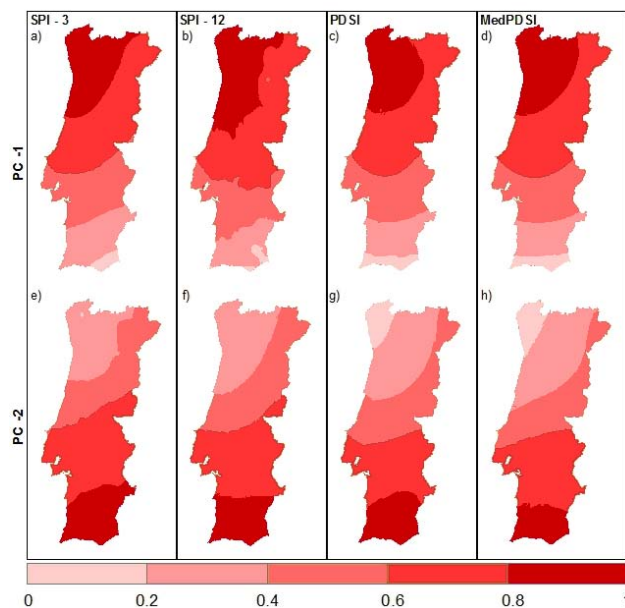 SPI - 3 SPI - 12 PDSI MedPDSI
a) b) c) d)
PC -1
e) f) g) h)
PC -2
0 0.2 0.4 0.6 0.8